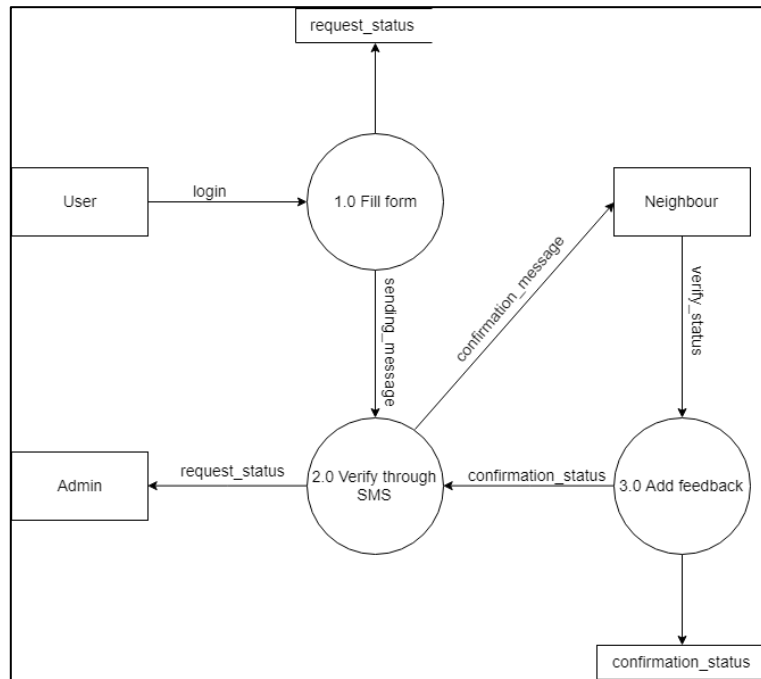 request_status
User
login
1.0 Fill form
Neighbour
sending_message
confirmation_message
verify_status
Admin
request_status
2.0 Verify through
SMS
confirmation_status
3.0 Add feedback
confirmation_status